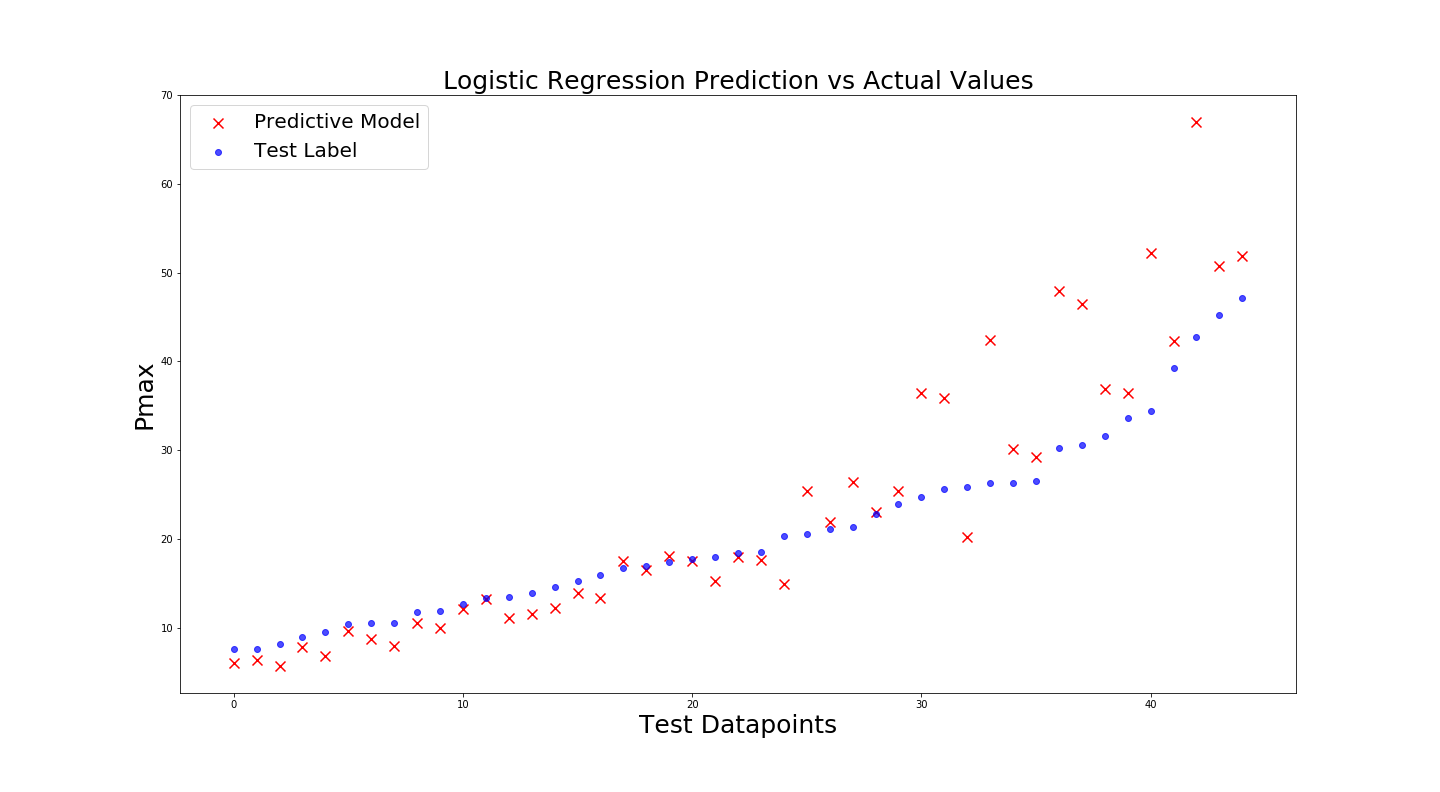 Logistic Regression Prediction vs Actual Values
70
Predictive Model
Test Label
60
50
40
30
20
10
Pmax
0 10 20 30 40
Test Datapoints